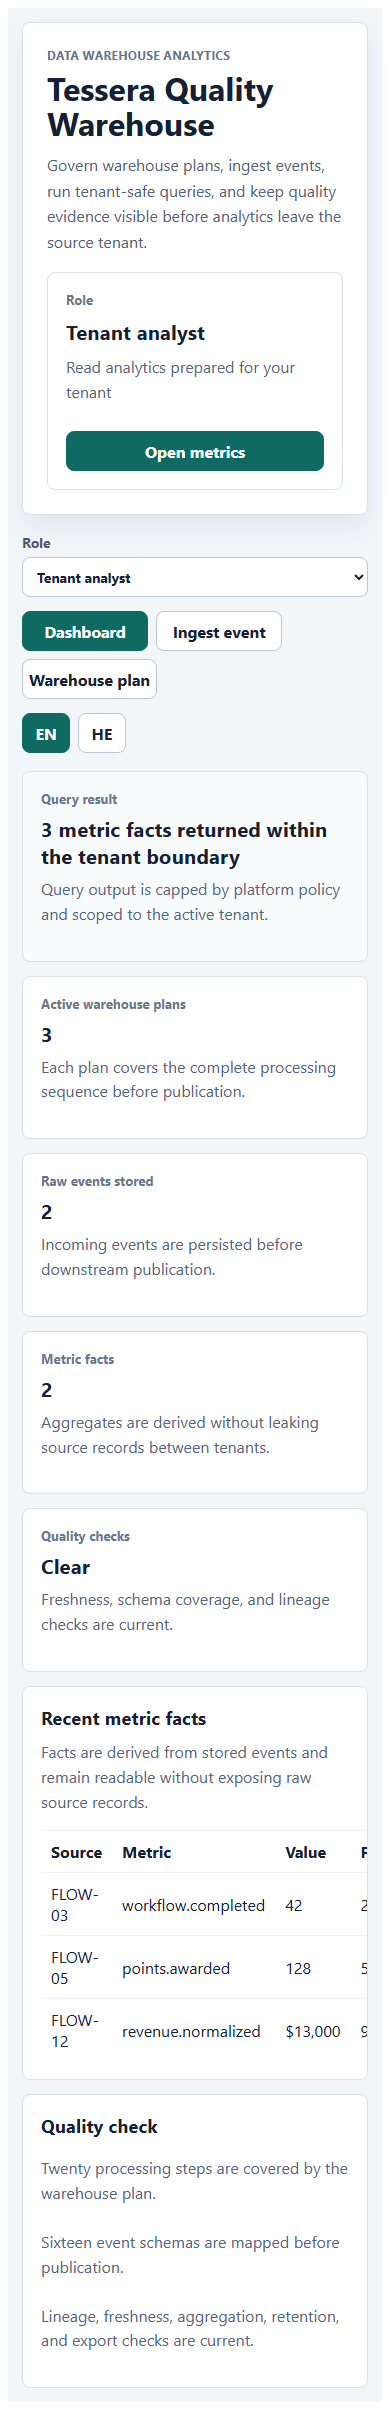 DATA WAREHOUSE ANALYTICS
Tessera Quality
Warehouse
Govern warehouse plans, ingest events,
run tenant-safe queries, and keep quality
evidence visible before analytics leave the
source tenant.
Role
Tenant analyst
Read analytics prepared for your
tenant
Open metrics
Role
Tenant analyst
Dashboard Ingest event
Warehouse plan
EN HE
Query result
3 metric facts returned within
the tenant boundary
Query output is capped by platform policy
and scoped to the active tenant.
Active warehouse plans
3
Each plan covers the complete processing
sequence before publication.
Raw events stored
2
Incoming events are persisted before
downstream publication.
Metric facts
2
Aggregates are derived without leaking
source records between tenants.
Quality checks
Clear
Freshness, schema coverage, and lineage
checks are current.
Recent metric facts
Facts are derived from stored events and
remain readable without exposing raw
source records.
Source Metric Value
FLOW-
03 workflow.completed 42
FLOW-
05 points.awarded 128
FLOW-
12 revenue.normalized $13,000
Quality check
Twenty processing steps are covered by the
warehouse plan.
Sixteen event schemas are mapped before
publication.
Lineage, freshness, aggregation, retention,
and export checks are current.